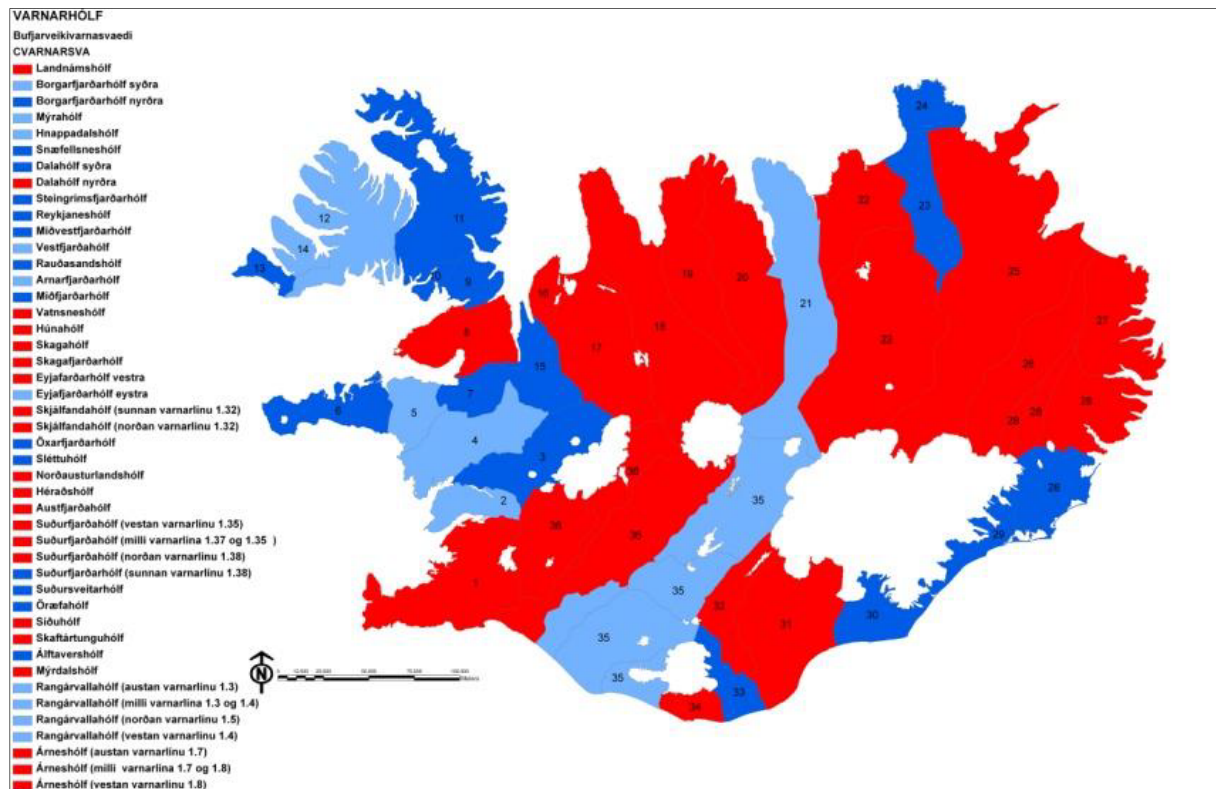 VARNARHÓLF
Bufjarveikivarnasvaedi
CVARNARSVA
Landnámshólf
Borgarfjarðarhólf syðra
Borgarfjarðarhólf nyrðra
Mýrahólf
Hnappadalshólf
Snæfellsneshólf
Dalahólf syðra
Dalahólf nyrðra
Steingrímsfjarðarhólf
Reykjaneshólf
Miðvestfjarðarhólf
Vestfjarðahólf
Rauðasandshólf
Arnarfjarðarhólf
Miðfjarðarhólf
Vatnsneshólf
Húnahólf
Skagahólf
Skagafjarðarhólf
Eyjafarðarhólf vestra
Eyjafjarðarhólf eystra
Skjálfandahólf (sunnan varnarlínu 1.32)
Skjálfandahólf (norðan varnarlínu 1.32)
Öxarfjarðarhólf
Sléttuhólf
Norðausturlandshólf
Héraðshólf
Austfjarðahólf
Suðurfjarðahólf (vestan varnarlínu 1.35)
Suðurfjarðahólf (milli varnarlína 1.37 og 1.35 )
Suðurfjarðahólf (norðan varnarlínu 1.38)
Suðurfjarðarhólf (sunnan varnarlínu 1.38)
Suðursveitarhólf
Öræfahólf
Síðuhólf
Skaftártunguhólf
Álftavershólf
Mýrdalshólf
Rangárvallahólf (austan varnarlínu 1.3)
Rangárvallahólf (milli varnarlína 1.3 og 1.4)
Rangárvallahólf (norðan varnarlínu 1.5)
Rangárvallahólf (vestan varnarlínu 1.4)
Árneshólf (austan varnarlínu 1.7)
Árneshólf (milli varnarlína 1.7 og 1.8)
Árneshólf (vestan varnarlínu 1.8)
24
12
11
22
23
14
13
9
19
20
25
21
16
27
8
17
18
15
22
26
7
6
5
28
28
28
4
3
36
28
2
35
36
36
29
1
35
32
30
31
35
35
33
34
N